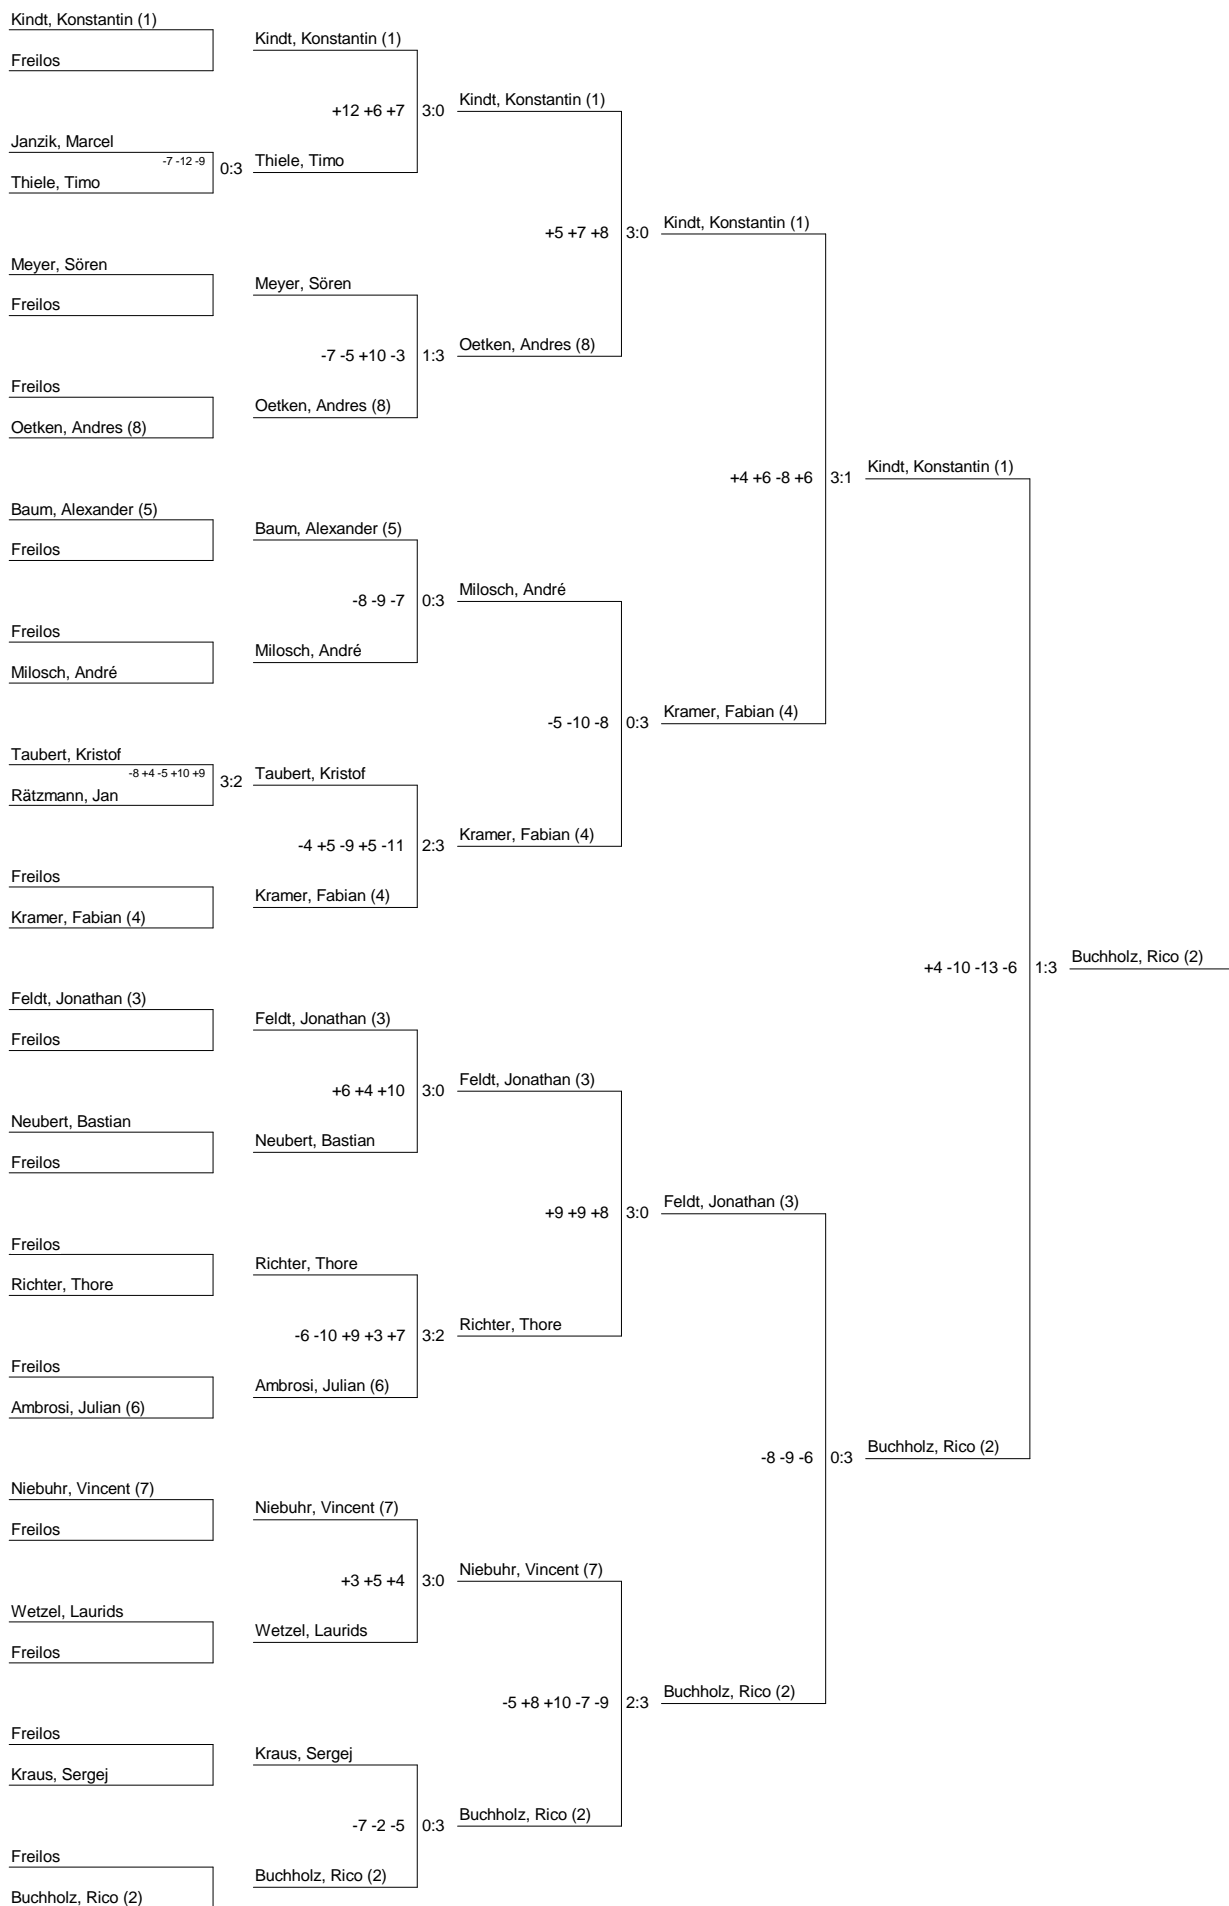 Kindt, Konstantin (1)
Freilos
Janzik, Marcel
-7 -12 -9
0:3
Thiele, Timo
Meyer, Sören
Freilos
Freilos
Oetken, Andres (8)
Baum, Alexander (5)
Freilos
Freilos
Milosch, André
Taubert, Kristof
-8 +4 -5 +10 +9
3:2
Rätzmann, Jan
Freilos
Kramer, Fabian (4)
Feldt, Jonathan (3)
Freilos
Neubert, Bastian
Freilos
Freilos
Richter, Thore
Freilos
Ambrosi, Julian (6)
Niebuhr, Vincent (7)
Freilos
Wetzel, Laurids
Freilos
Freilos
Kraus, Sergej
Freilos
Buchholz, Rico (2)
Kindt, Konstantin (1)
+12 +6 +7 3:0
Thiele, Timo
Meyer, Sören
-7 -5 +10 -3 1:3
Oetken, Andres (8)
Baum, Alexander (5)
-8 -9 -7 0:3
Milosch, André
Taubert, Kristof
-4 +5 -9 +5 -11 2:3
Kramer, Fabian (4)
Feldt, Jonathan (3)
+6 +4 +10 3:0
Neubert, Bastian
Richter, Thore
-6 -10 +9 +3 +7 3:2
Ambrosi, Julian (6)
Niebuhr, Vincent (7)
+3 +5 +4 3:0
Wetzel, Laurids
Kraus, Sergej
-7 -2 -5 0:3
Buchholz, Rico (2)
Kindt, Konstantin (1)
+5 +7 +8 3:0
Oetken, Andres (8)
Milosch, André
-5 -10 -8 0:3
Kramer, Fabian (4)
Feldt, Jonathan (3)
+9 +9 +8 3:0
Richter, Thore
Niebuhr, Vincent (7)
-5 +8 +10 -7 -9 2:3
Buchholz, Rico (2)
Kindt, Konstantin (1)
+4 +6 -8 +6 3:1
Kramer, Fabian (4)
Feldt, Jonathan (3)
-8 -9 -6 0:3
Buchholz, Rico (2)
Kindt, Konstantin (1)
+4 -10 -13 -6 1:3
Buchholz, Rico (2)
Buchholz, Rico (2)